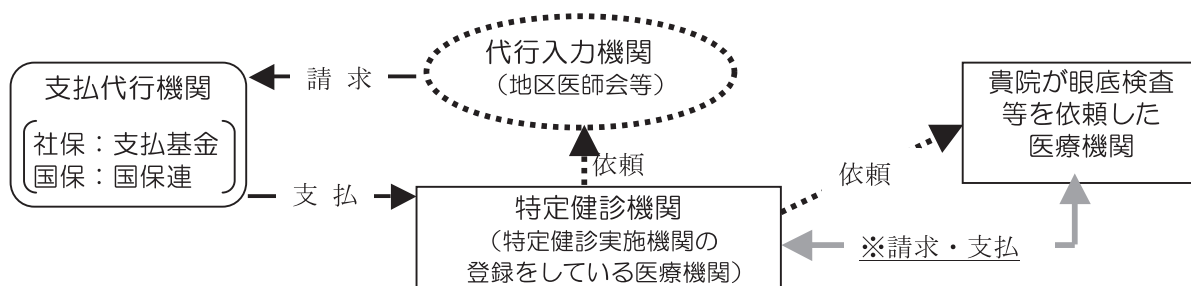 代行入力機関
（地区医師会等）
請 求
支払代行機関
社保：支払基金
国保：国保連
貴院が眼底検査
等を依頼した
医療機関
依頼
依頼
支 払
特定健診機関
（特定健診実施機関の
登録をしている医療機関）
※請求・支払